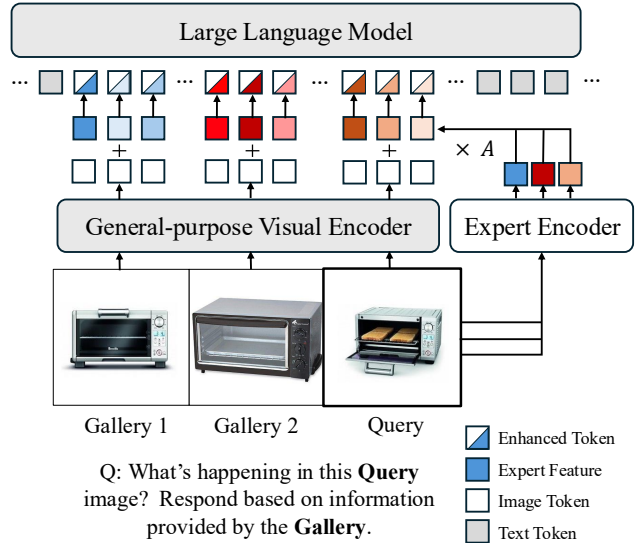 Large Language Model
... ... ... ... ...
+ + +
× A
General-purpose Visual Encoder
Expert Encoder
Gallery 1 Gallery 2 Query
Enhanced Token
Expert Feature
Image Token
Text Token
Q: What's happening in this Query
image? Respond based on information
provided by the Gallery.